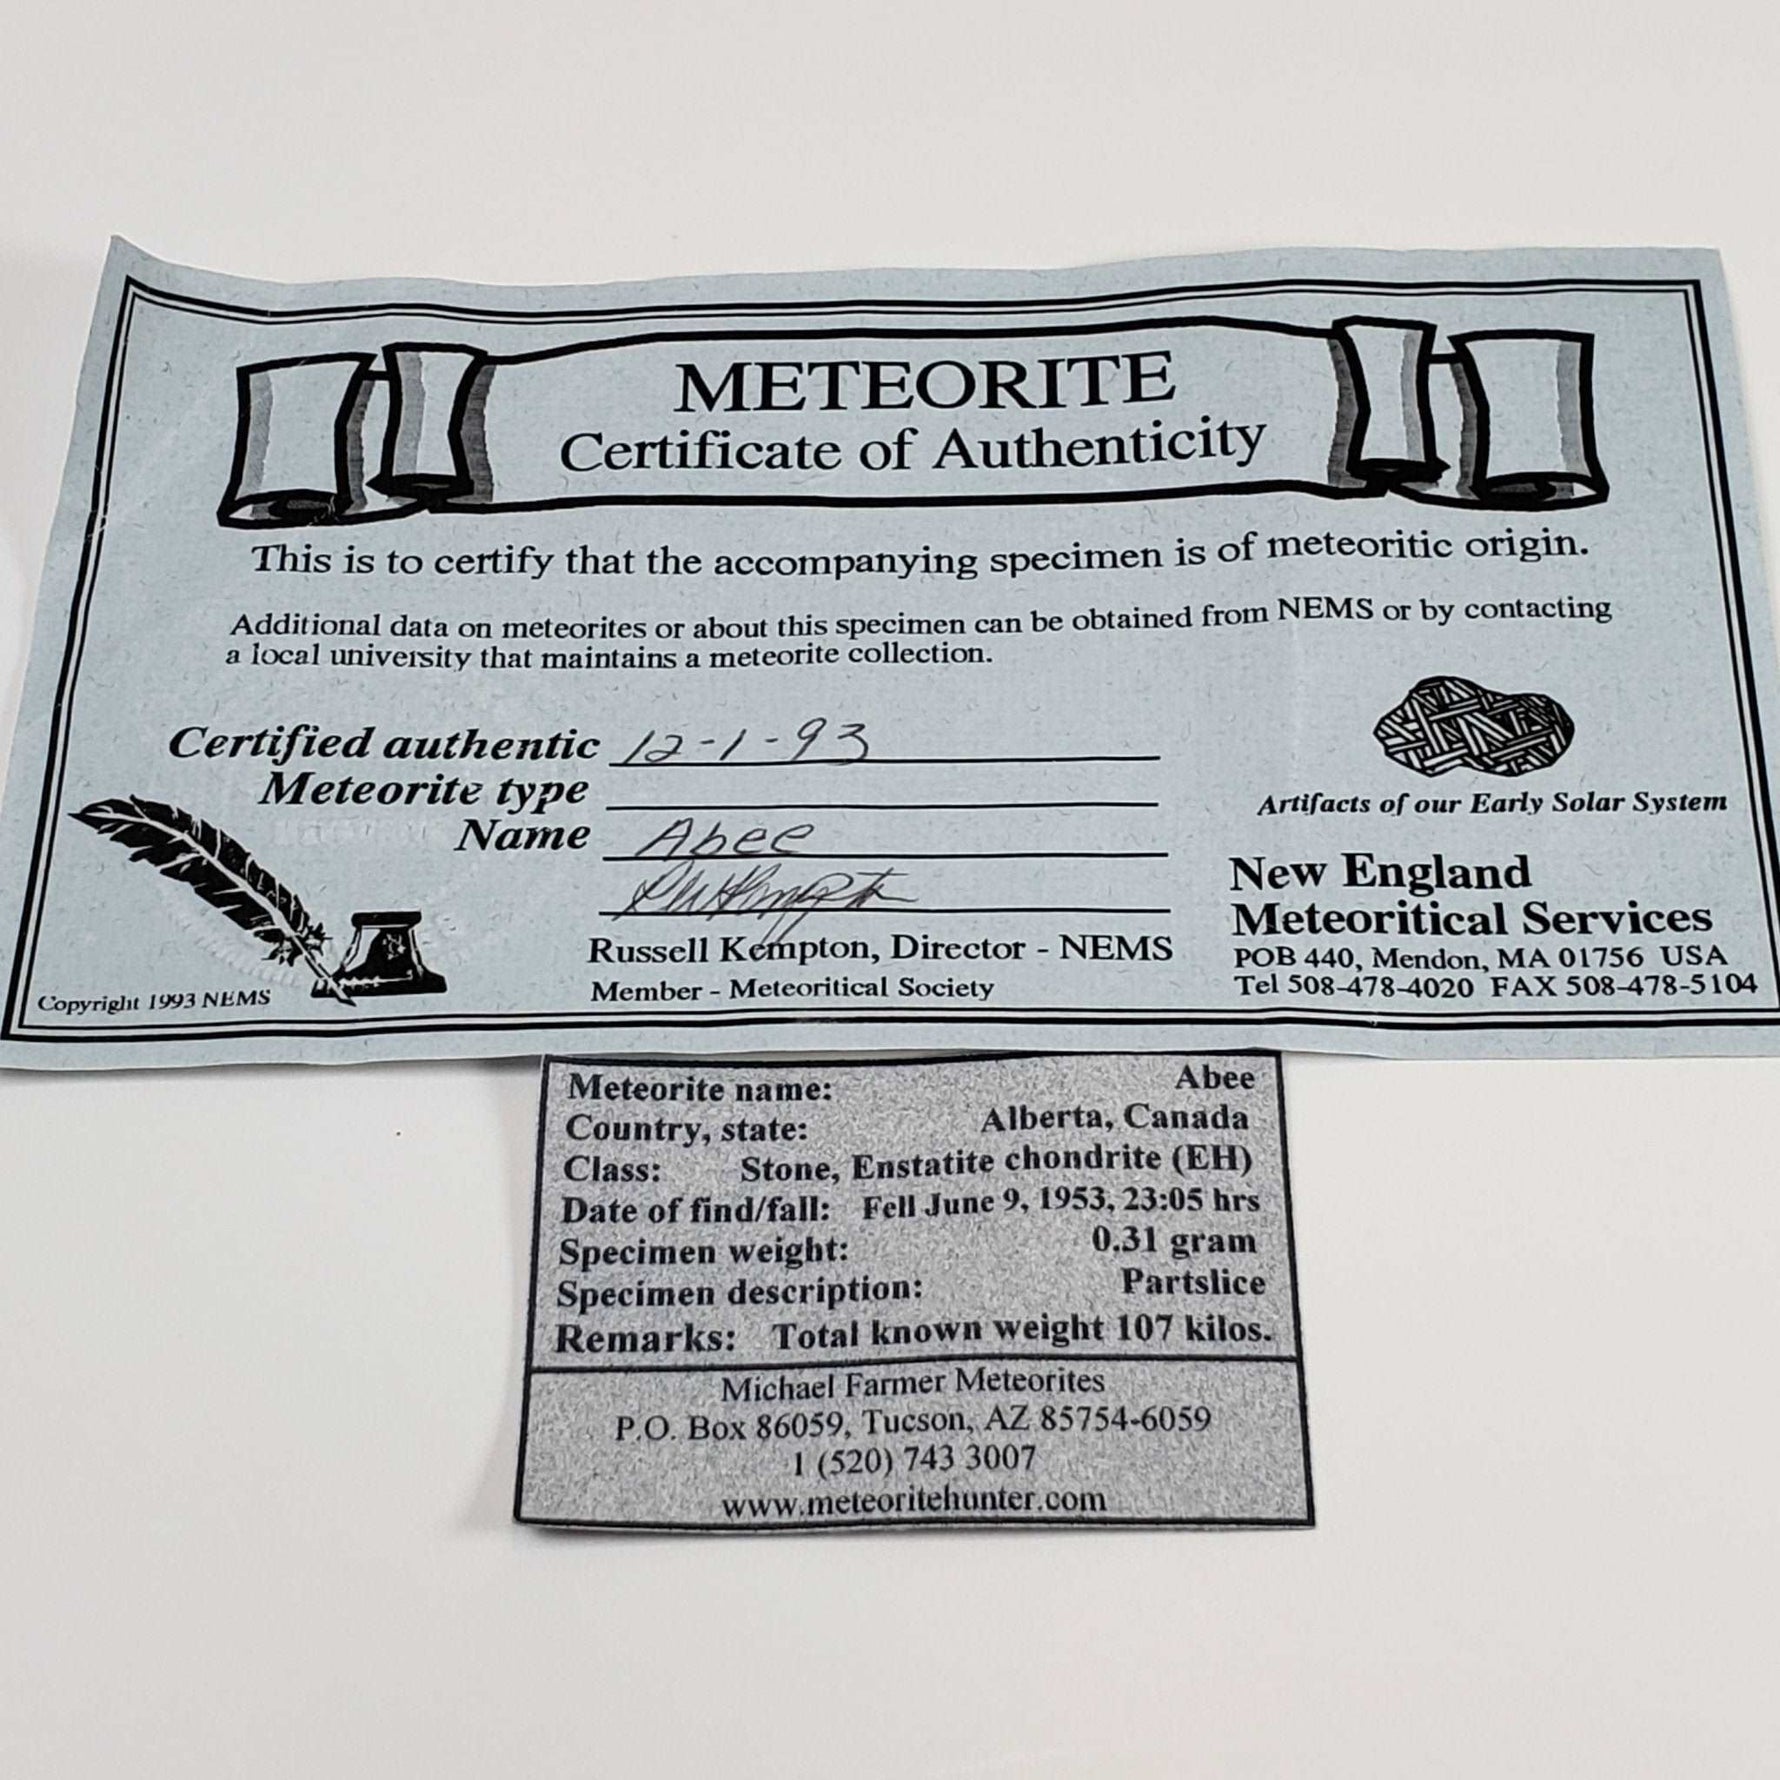 METEORITE
Certificate of Authenticity
This is to certify that the accompanying specimen is of meteoritic origin.
Additional data on meteorites or about this specimen can be obtained from NEMS or by contacting
a local university that maintains a meteorite collection.
Certified authentic 12-1-93
Meteorite type
Name Abee
Russell Kempton, Director - NEMS
Member - Meteoritical Society
Copyright 1993 NEMS
Artifacts of our Early Solar System
New England
Meteoritical Services
POB 440, Mendon, MA 01756 USA
Tel 508-478-4020 FAX 508-478-5104
Meteorite name: Abee
Country, state: Alberta, Canada
Class: Stone, Enstatite chondrite (EH)
Date of find/fall: Fell June 9, 1953, 23:05 hrs
Specimen weight: 0.31 gram
Specimen description: Partslice
Remarks: Total known weight 107 kilos.
Michael Farmer Meteorites
P.O. Box 86059, Tucson, AZ 85754-6059
1 (520) 743 3007
www.meteoritehunter.com